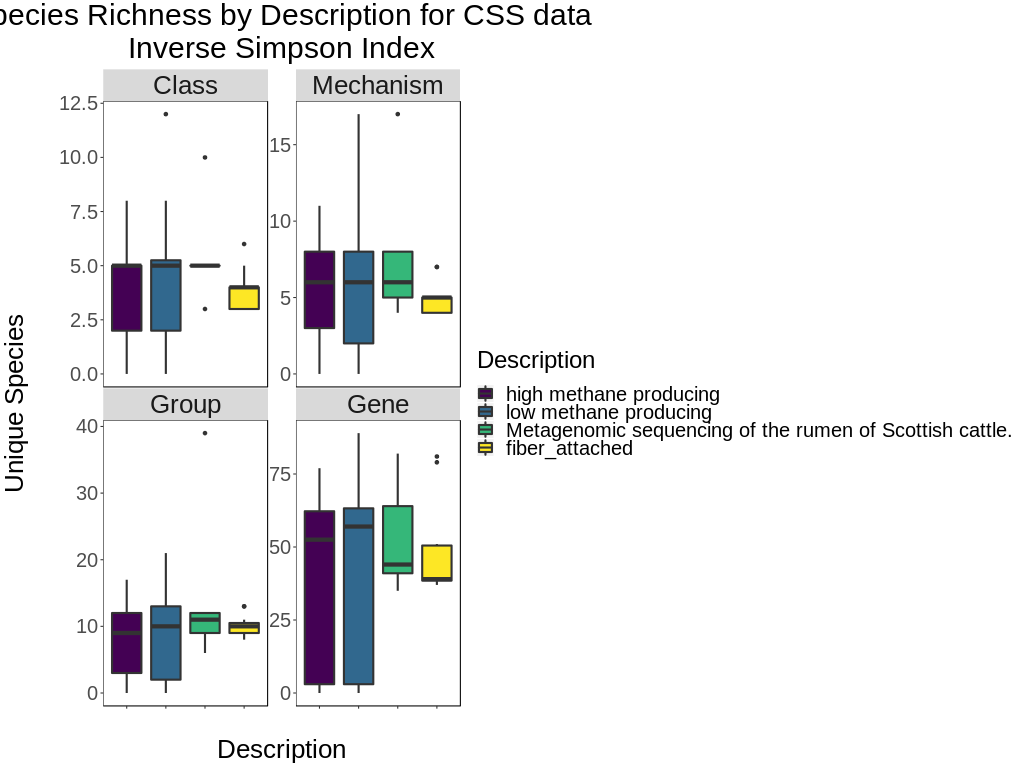 pecies Richness by Description for CSS data
Inverse Simpson Index
Class
Mechanism
12.5
10.0
7.5
5.0
2.5
0.0
15
10
5
0
Group
Gene
40
30
20
10
0
75
50
25
0
Unique Species
Description
Description
high methane producing
low methane producing
Metagenomic sequencing of the rumen of Scottish cattle.
fiber_attached